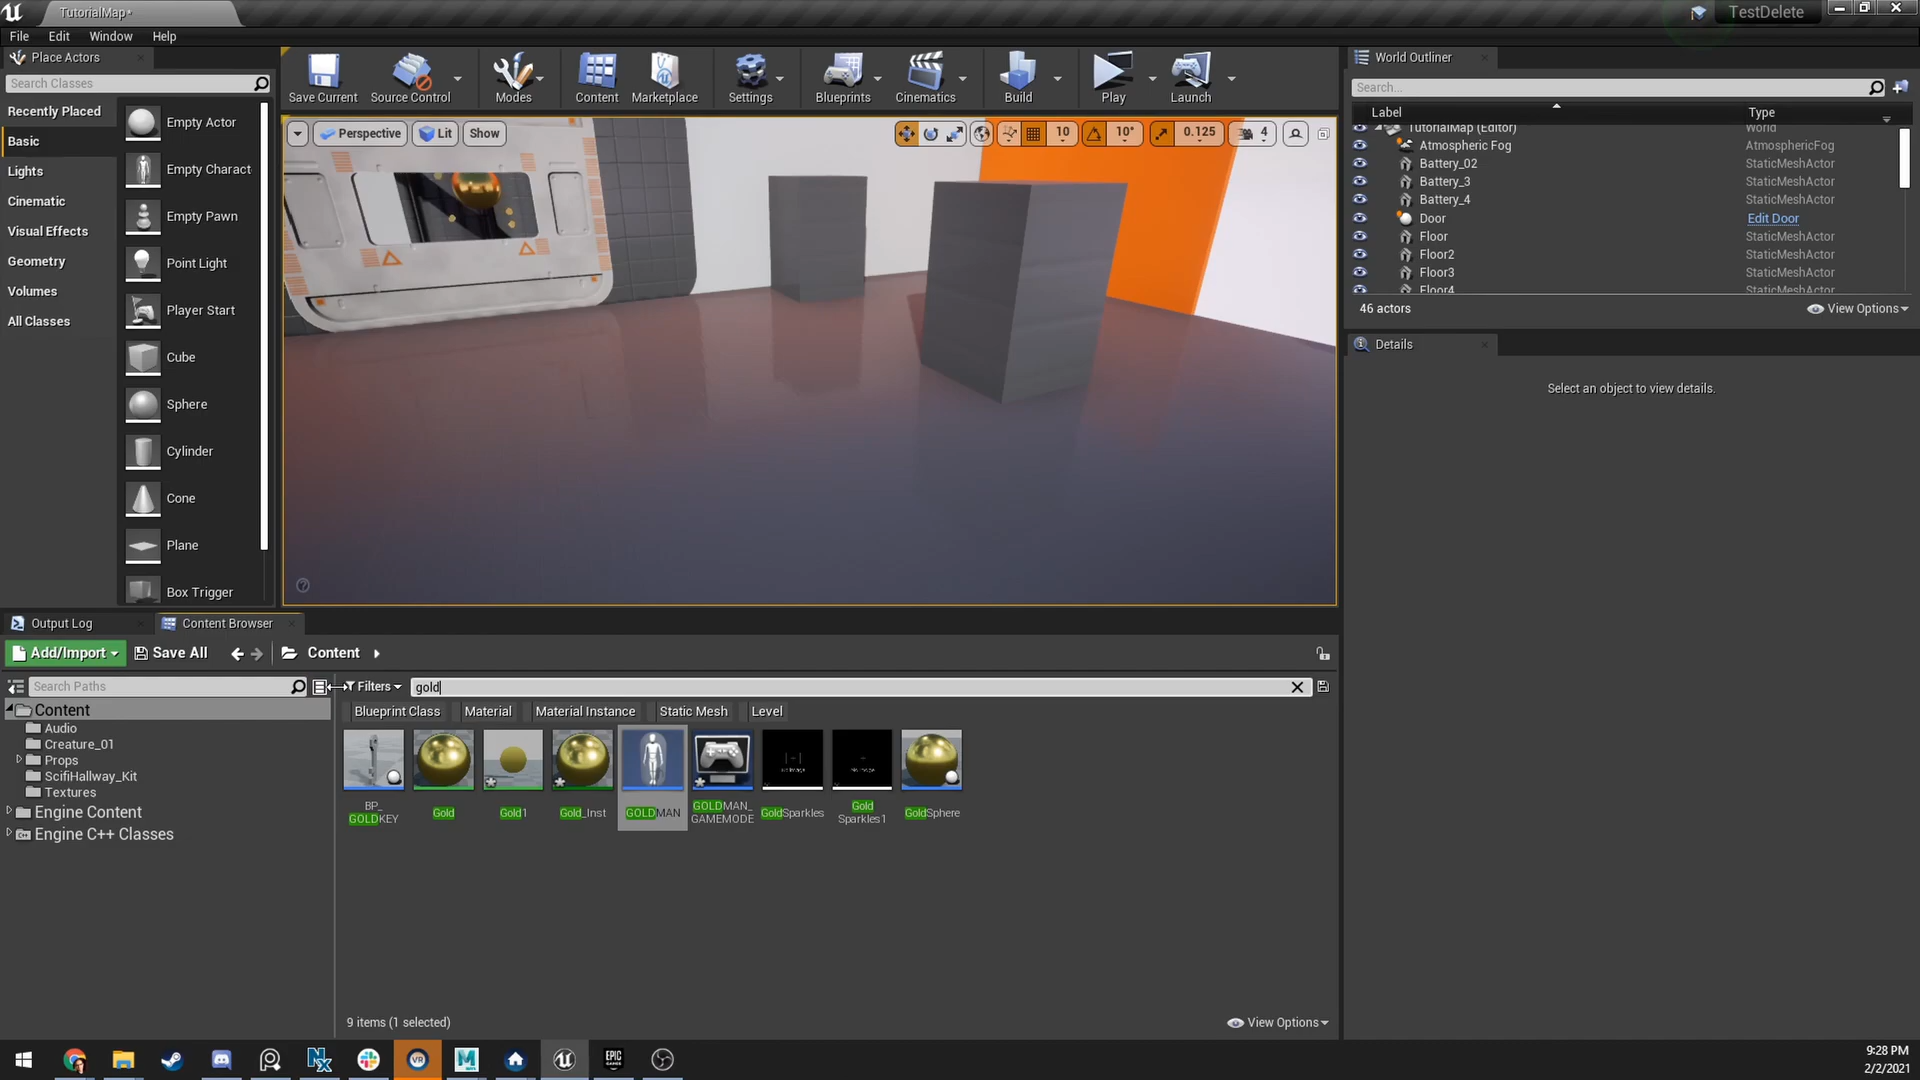 TutorialMap*
TestDelete
File Edit Window Help
Place Actors
Search Classes
Recently Placed
Basic
Lights
Cinematic
Visual Effects
Geometry
Volumes
All Classes
Empty Actor
Empty Charact
Empty Pawn
Point Light
Player Start
Cube
Sphere
Cylinder
Cone
Plane
Box Trigger
Save Current Source Control Modes Content Marketplace Settings Blueprints Cinematics Build Play Launch
Perspective Lit Show
10 10° 0.125 4
World Outliner
Search...
Label Type
TutorialMap (Editor) World
Atmospheric Fog AtmosphericFog
Battery_02 StaticMeshActor
Battery_3 StaticMeshActor
Battery_4 StaticMeshActor
Door Edit Door
Floor StaticMeshActor
Floor2 StaticMeshActor
Floor3 StaticMeshActor
Floor4 StaticMeshActor
46 actors View Options
Details
Select an object to view details.
Output Log Content Browser
Add/Import Save All Content
Search Paths
Content
Audio
Creature_01
Props
ScifiHallway_Kit
Textures
Engine Content
Engine C++ Classes
Filters gold
Blueprint Class Material Material Instance Static Mesh Level
BP_GOLDKEY
Gold
Gold1
Gold_Inst
GOLDMAN
GOLDMAN_GAMEMODE
GoldSparkles
Gold Sparkles1
GoldSphere
9 items (1 selected) View Options
VR
EPIC GAMES
9:28 PM
2/2/2021